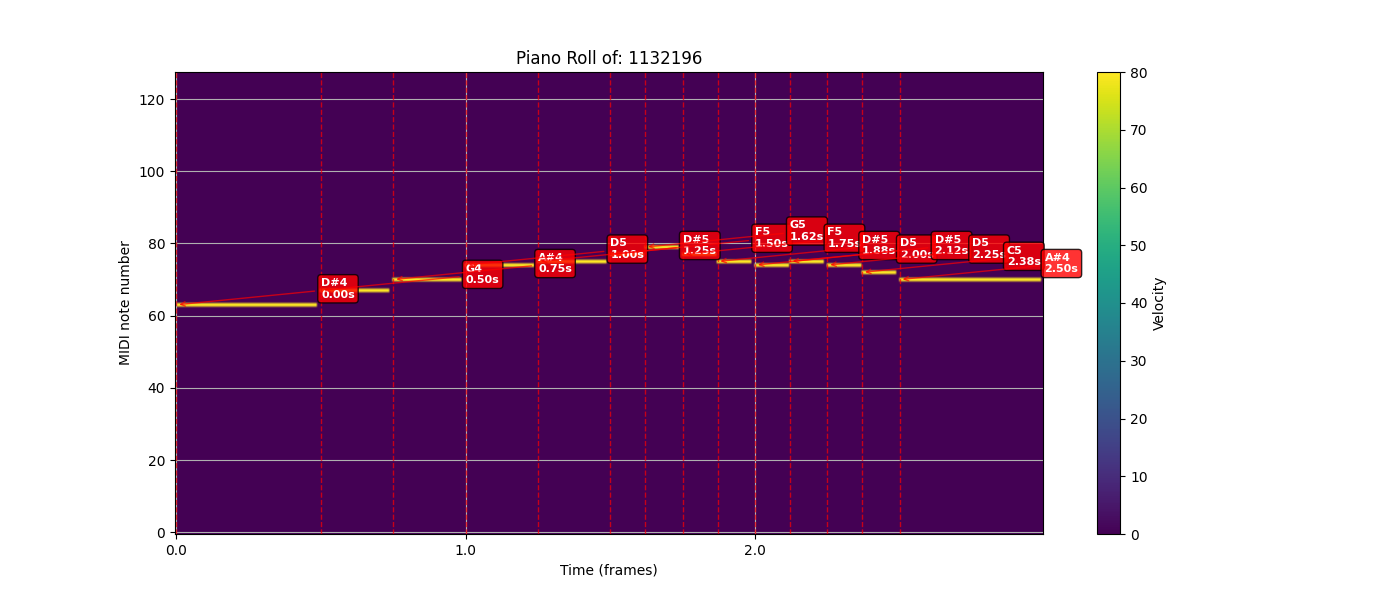 Piano Roll of: 1132196
MIDI note number
120
100
80
60
40
20
0
D#4
0.00s
G4
0.50s
A#4
0.75s
D5
1.00s
D#5
1.25s
F5
1.50s
G5
1.62s
F5
1.75s
D#5
1.88s
D5
2.00s
D#5
2.12s
D5
2.25s
C5
2.38s
A#4
2.50s
0.0
1.0
2.0
Time (frames)
80
70
60
50
40
30
20
10
0
Velocity